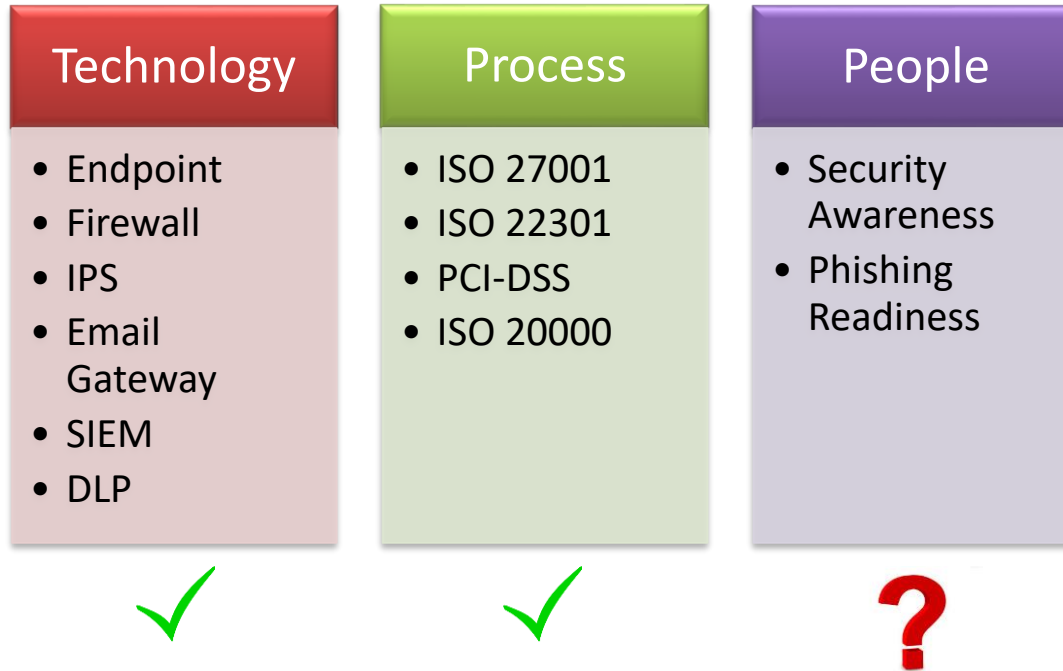 Technology
• Endpoint
• Firewall
• IPS
• Email
Gateway
• SIEM
• DLP
Process
• ISO 27001
• ISO 22301
• PCI-DSS
• ISO 20000
People
• Security
Awareness
• Phishing
Readiness
?